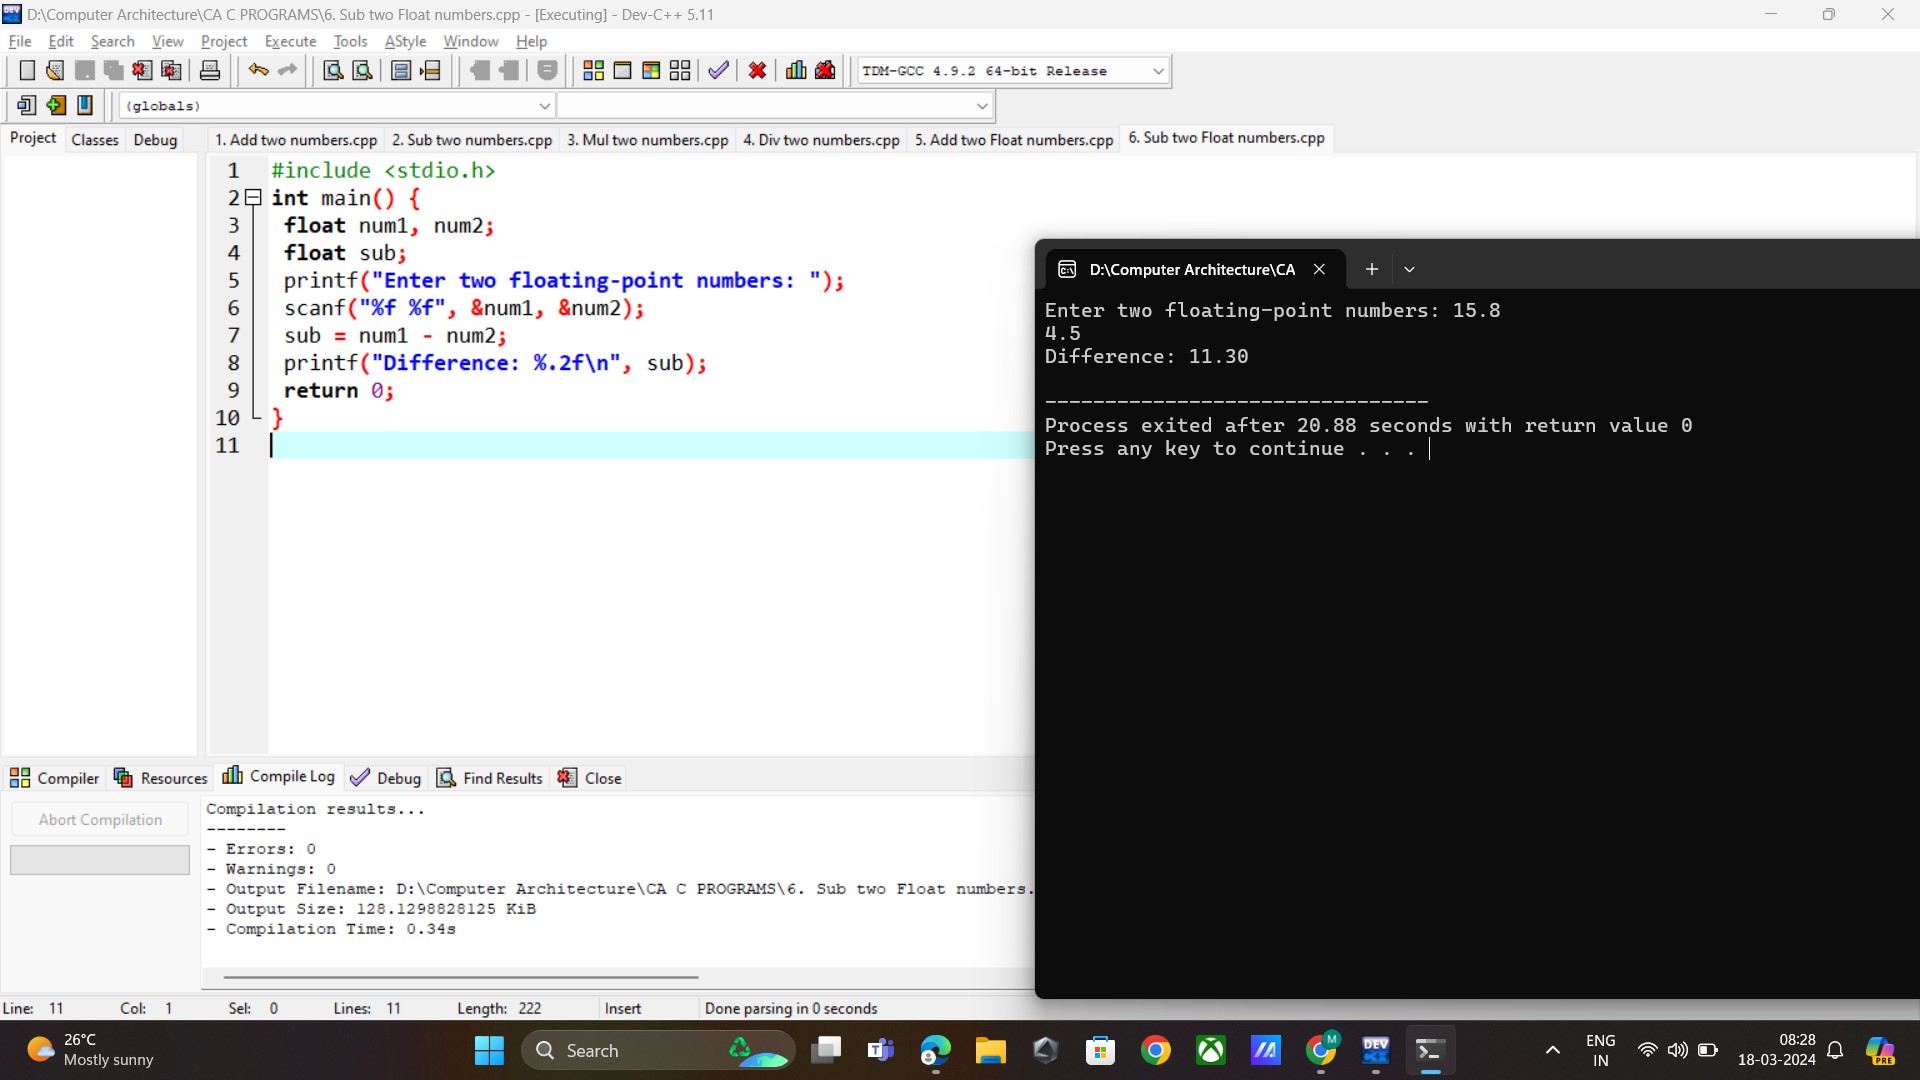 D:\Computer Architecture\CA C PROGRAMS\6. Sub two Float numbers.cpp - [Executing] - Dev-C++ 5.11
File Edit Search View Project Execute Tools AStyle Window Help
TDM-GCC 4.9.2 64-bit Release
(globals)
Project Classes Debug
1. Add two numbers.cpp 2. Sub two numbers.cpp 3. Mul two numbers.cpp 4. Div two numbers.cpp 5. Add two Float numbers.cpp 6. Sub two Float numbers.cpp
1 #include <stdio.h>
2 int main() {
3 float num1, num2;
4 float sub;
5 printf("Enter two floating-point numbers: ");
6 scanf("%f %f", &num1, &num2);
7 sub = num1 - num2;
8 printf("Difference: %.2f\n", sub);
9 return 0;
10 }
11
D:\Computer Architecture\CA
Enter two floating-point numbers: 15.8
4.5
Difference: 11.30
--------------------------------
Process exited after 20.88 seconds with return value 0
Press any key to continue . . .
Compiler Resources Compile Log Debug Find Results Close
Abort Compilation
Compilation results...
--------
- Errors: 0
- Warnings: 0
- Output Filename: D:\Computer Architecture\CA C PROGRAMS\6. Sub two Float numbers.
- Output Size: 128.1298828125 KiB
- Compilation Time: 0.34s
Line: 11 Col: 1 Sel: 0 Lines: 11 Length: 222 Insert Done parsing in 0 seconds
26°C
Mostly sunny
Search
DEV
M
ENG
IN
08:28
18-03-2024
PRE